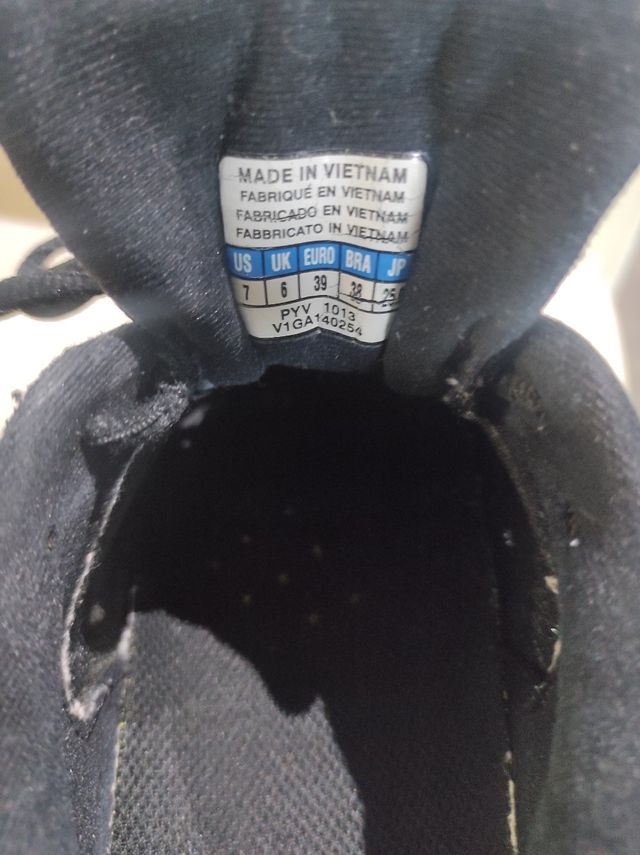 MADE IN VIETNAM
FABRIQUÉ EN VIETNAM
FABRICADO EN VIETNAM
FABBRICATO IN VIETNAM
US UK EURO BRA JP
7 6 39 38
PYV 1013
V1GA140254